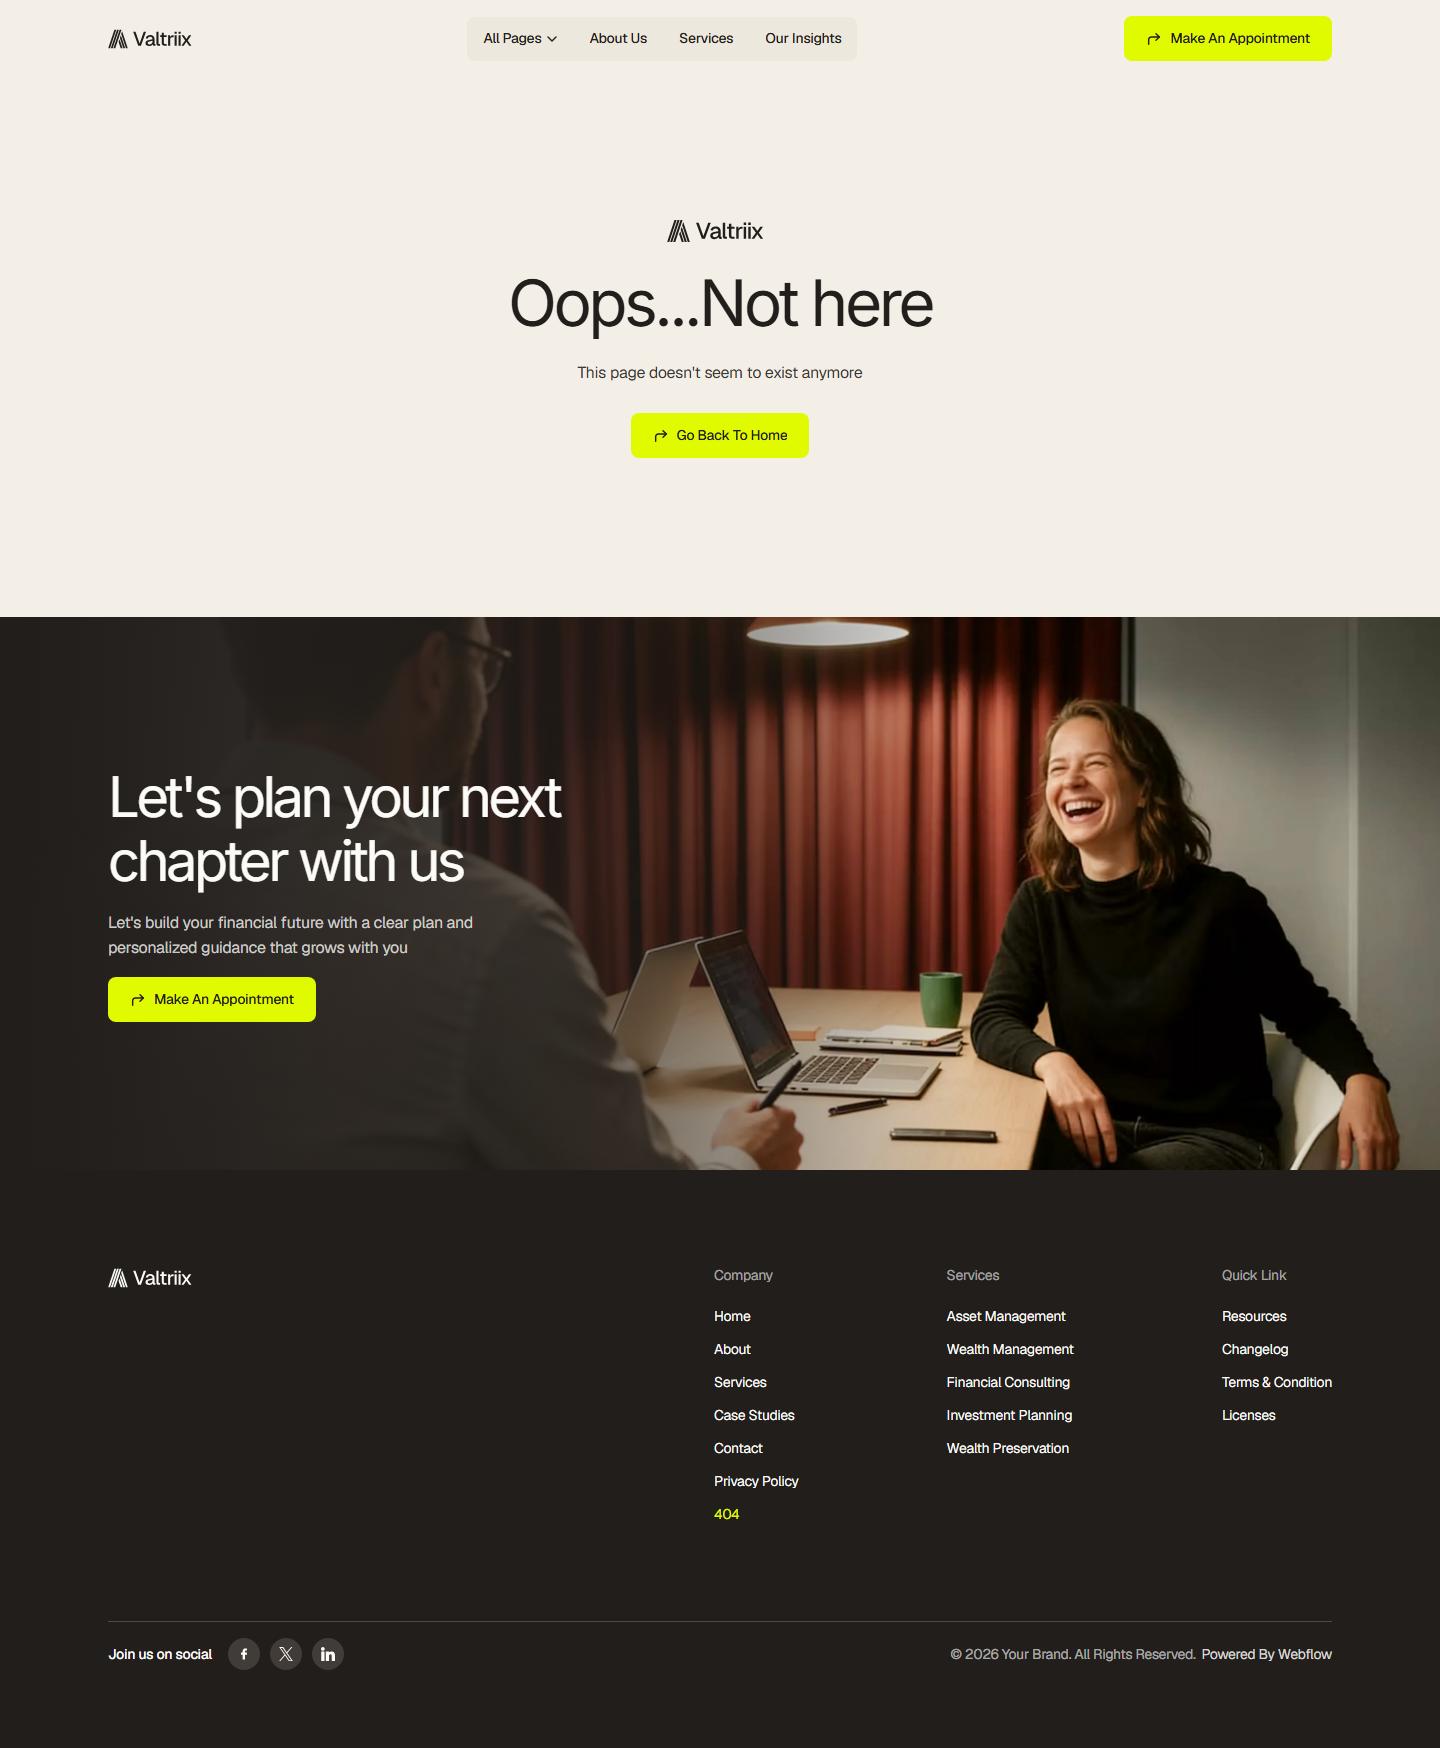 Valtriix
All Pages
About Us
Services
Our Insights
Make An Appointment
Valtriix
Oops...Not here
This page doesn't seem to exist anymore
Go Back To Home
Let's plan your next
chapter with us
Let's build your financial future with a clear plan and
personalized guidance that grows with you
Make An Appointment
Valtriix
Company
Home
About
Services
Case Studies
Contact
Privacy Policy
404
Services
Asset Management
Wealth Management
Financial Consulting
Investment Planning
Wealth Preservation
Quick Link
Resources
Changelog
Terms & Condition
Licenses
Join us on social
© 2026 Your Brand. All Rights Reserved. Powered By Webflow